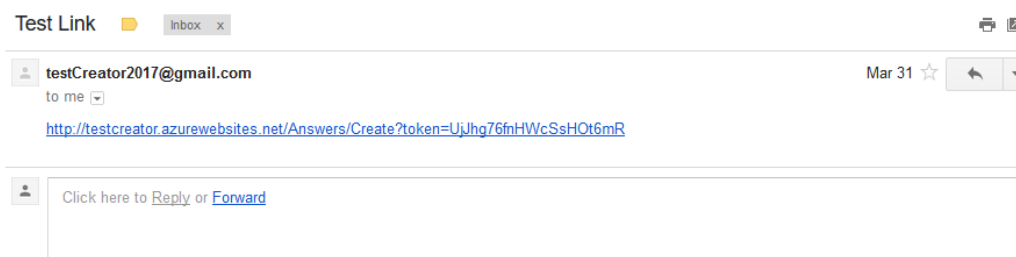 Test Link Inbox x
testCreator2017@gmail.com Mar 31
to me
http://testcreator.azurewebsites.net/Answers/Create?token=UjJhg76fnHWcSsHOt6mR
Click here to Reply or Forward